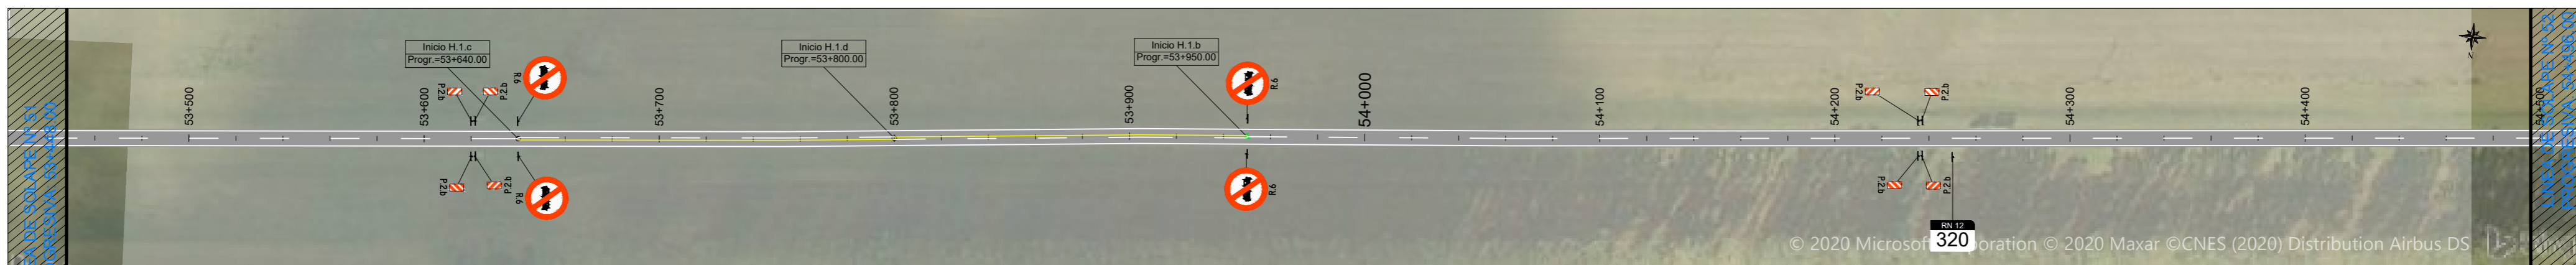 Inicio H.1.c
Progr.=53+640.00
Inicio H.1.d
Progr.=53+800.00
Inicio H.1.b
Progr.=53+950.00
R.6
R.6
P.2.b
P.2.b
P.2.b
P.2.b
53+500
53+600
53+700
53+800
53+900
54+000
54+100
54+200
54+300
54+400
54+500
P.2.b
P.2.b
R.6
R.6
P.2.b
P.2.b
RN 12
320
© 2020 Microsoft Corporation © 2020 Maxar ©CNES (2020) Distribution Airbus DS
N